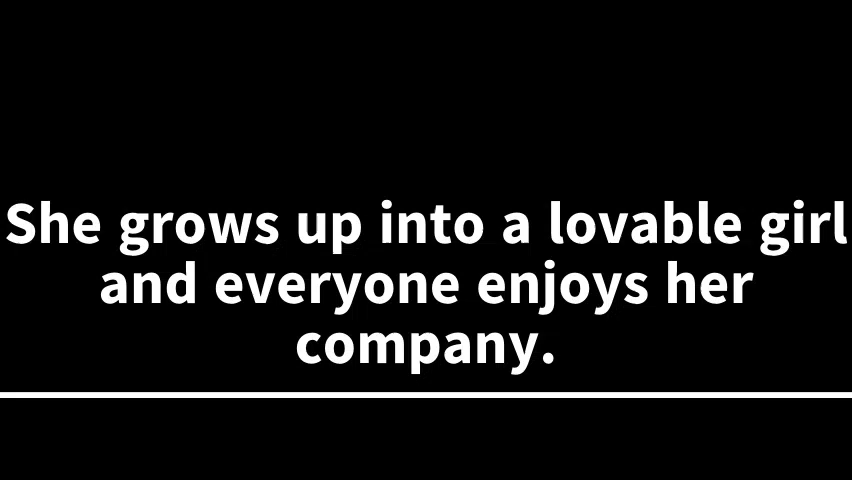 She grows up into a lovable girl
and everyone enjoys her
company.